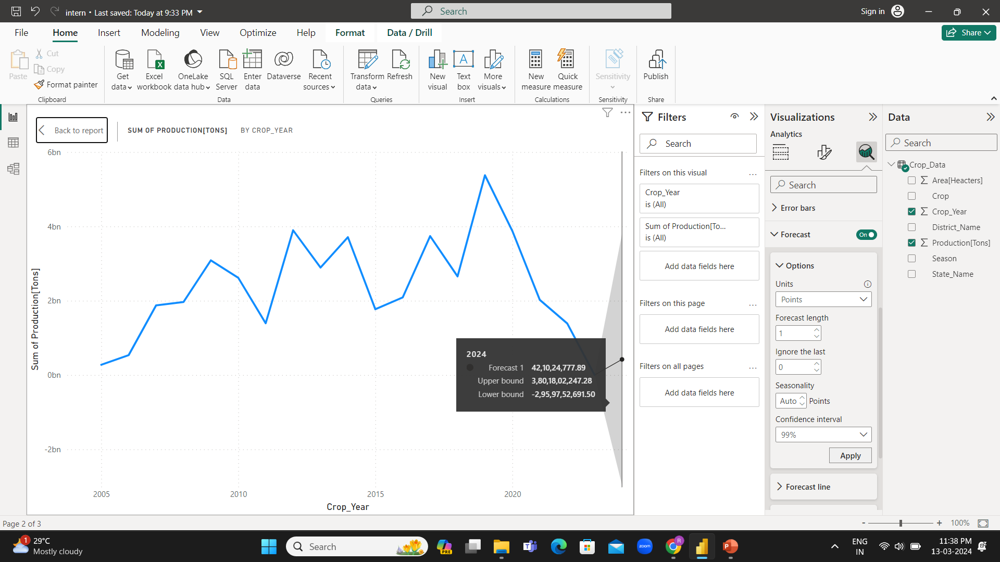 intern • Last saved: Today at 9:33 PM
Search
Sign in
File
Home
Insert
Modeling
View
Optimize
Help
Format
Data / Drill
Share
Paste
Cut
Copy
Format painter
Clipboard
Get
data
Excel
workbook
OneLake
data hub
SQL
Server
Enter
data
Dataverse
Recent
sources
Data
Transform
data
Refresh
Queries
New
visual
Text
box
More
visuals
Insert
New
measure
Quick
measure
Calculations
Sensitivity
Sensitivity
Publish
Share
Back to report
SUM OF PRODUCTION[TONS]
BY CROP_YEAR
6bn
4bn
2bn
0bn
-2bn
Sum of Production[Tons]
2005
2010
2015
2020
Crop_Year
2024
Forecast 1 42,10,24,777.89
Upper bound 3,80,18,02,247.28
Lower bound -2,95,97,52,691.50
Filters
Search
Filters on this visual
Crop_Year
is (All)
Sum of Production[To...
is (All)
Add data fields here
Filters on this page
Add data fields here
Filters on all pages
Add data fields here
Visualizations
Analytics
Search
Error bars
Forecast
On
Options
Units
Points
Forecast length
1
Ignore the last
0
Seasonality
Auto Points
Confidence interval
99%
Apply
Forecast line
Data
Search
Crop_Data
Area[Heacters]
Crop
Crop_Year
District_Name
Production[Tons]
Season
State_Name
Page 2 of 3
- + 100%
1
29°C
Mostly cloudy
Search
PRE
zoom
R
P
ENG
IN
11:38 PM
13-03-2024